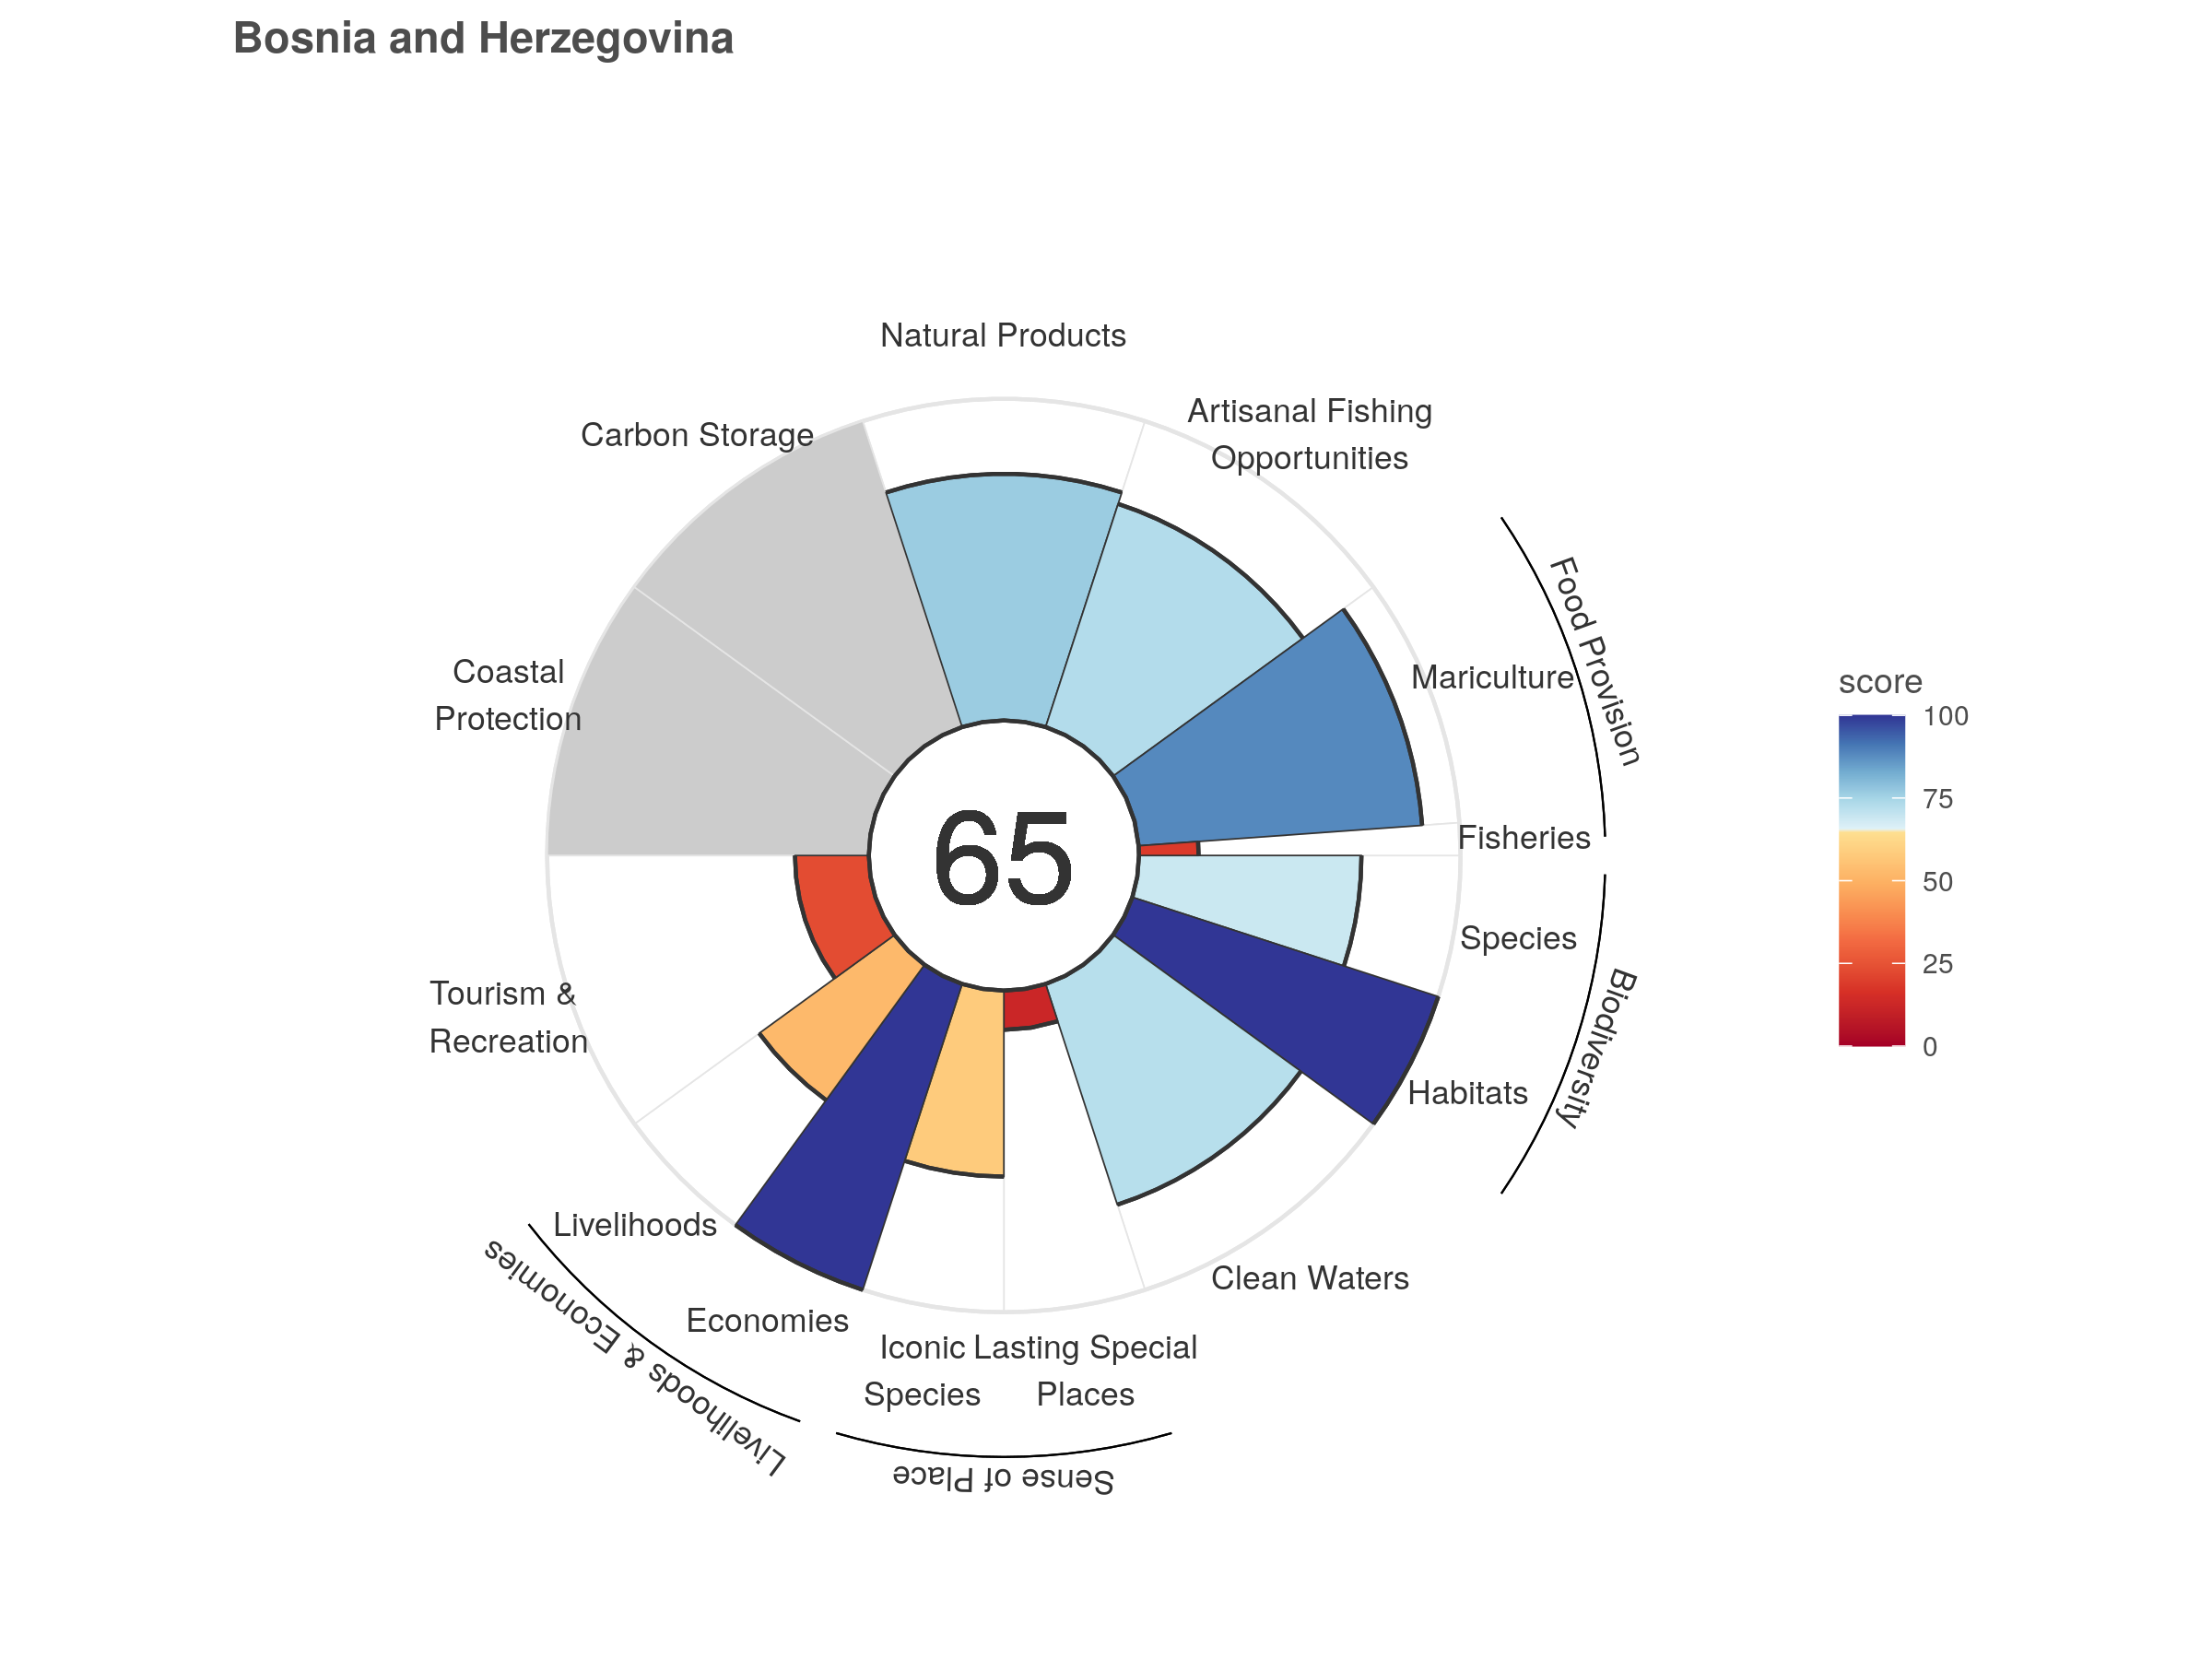 Bosnia and Herzegovina
Natural Products
Artisanal Fishing
Opportunities
Carbon Storage
Food Provision
Mariculture
Coastal
Protection
Fisheries
65
Species
Biodiversity
Habitats
Tourism &
Recreation
Livelihoods
Livelihoods & Economies
Economies
Clean Waters
Iconic
Species
Lasting Special
Places
Sense of Place
score
100
75
50
25
0